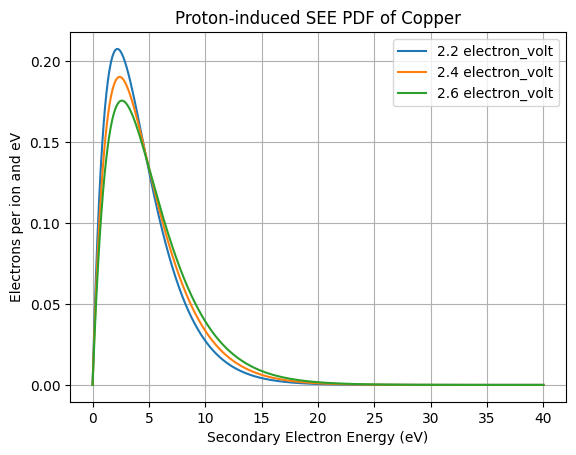 Proton-induced SEE PDF of Copper
2.2 electron_volt
2.4 electron_volt
2.6 electron_volt
Electrons per ion and eV
0.20
0.15
0.10
0.05
0.00
0 5 10 15 20 25 30 35 40
Secondary Electron Energy (eV)